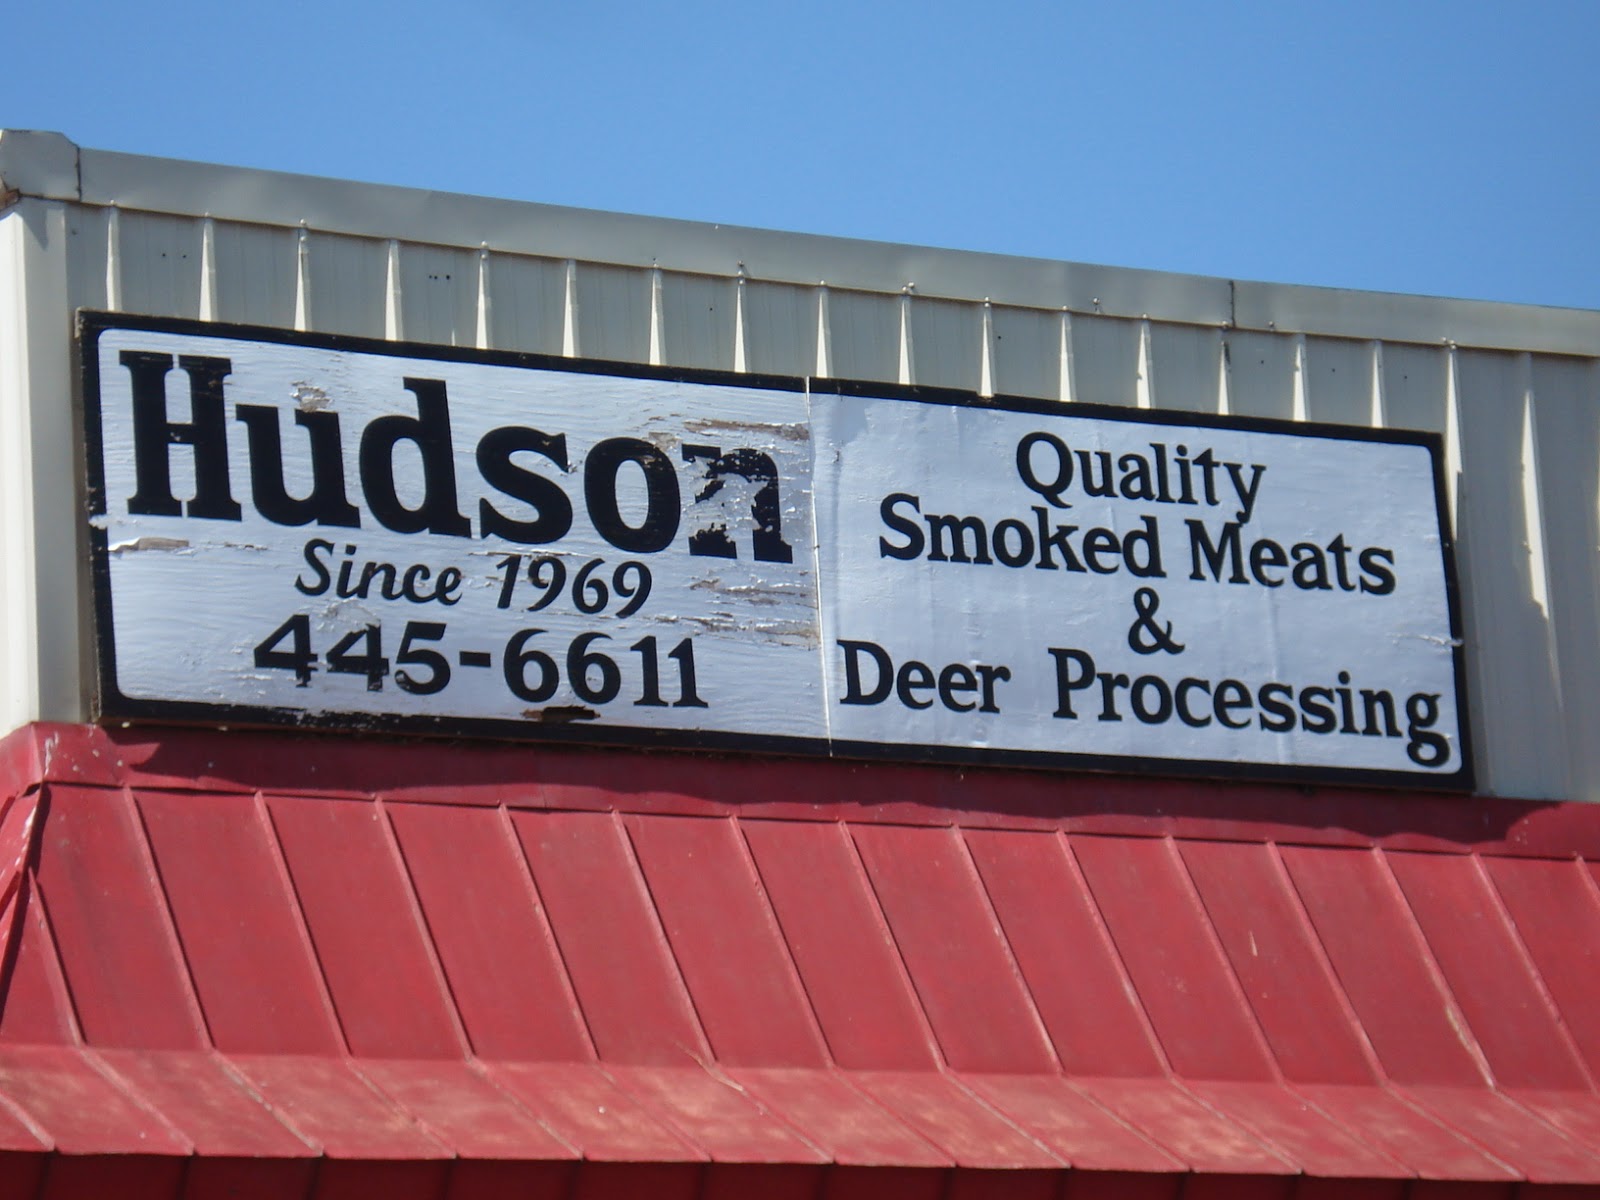 Hudson
Since 1969
445-6611
Quality
Smoked Meats
&
Deer Processing